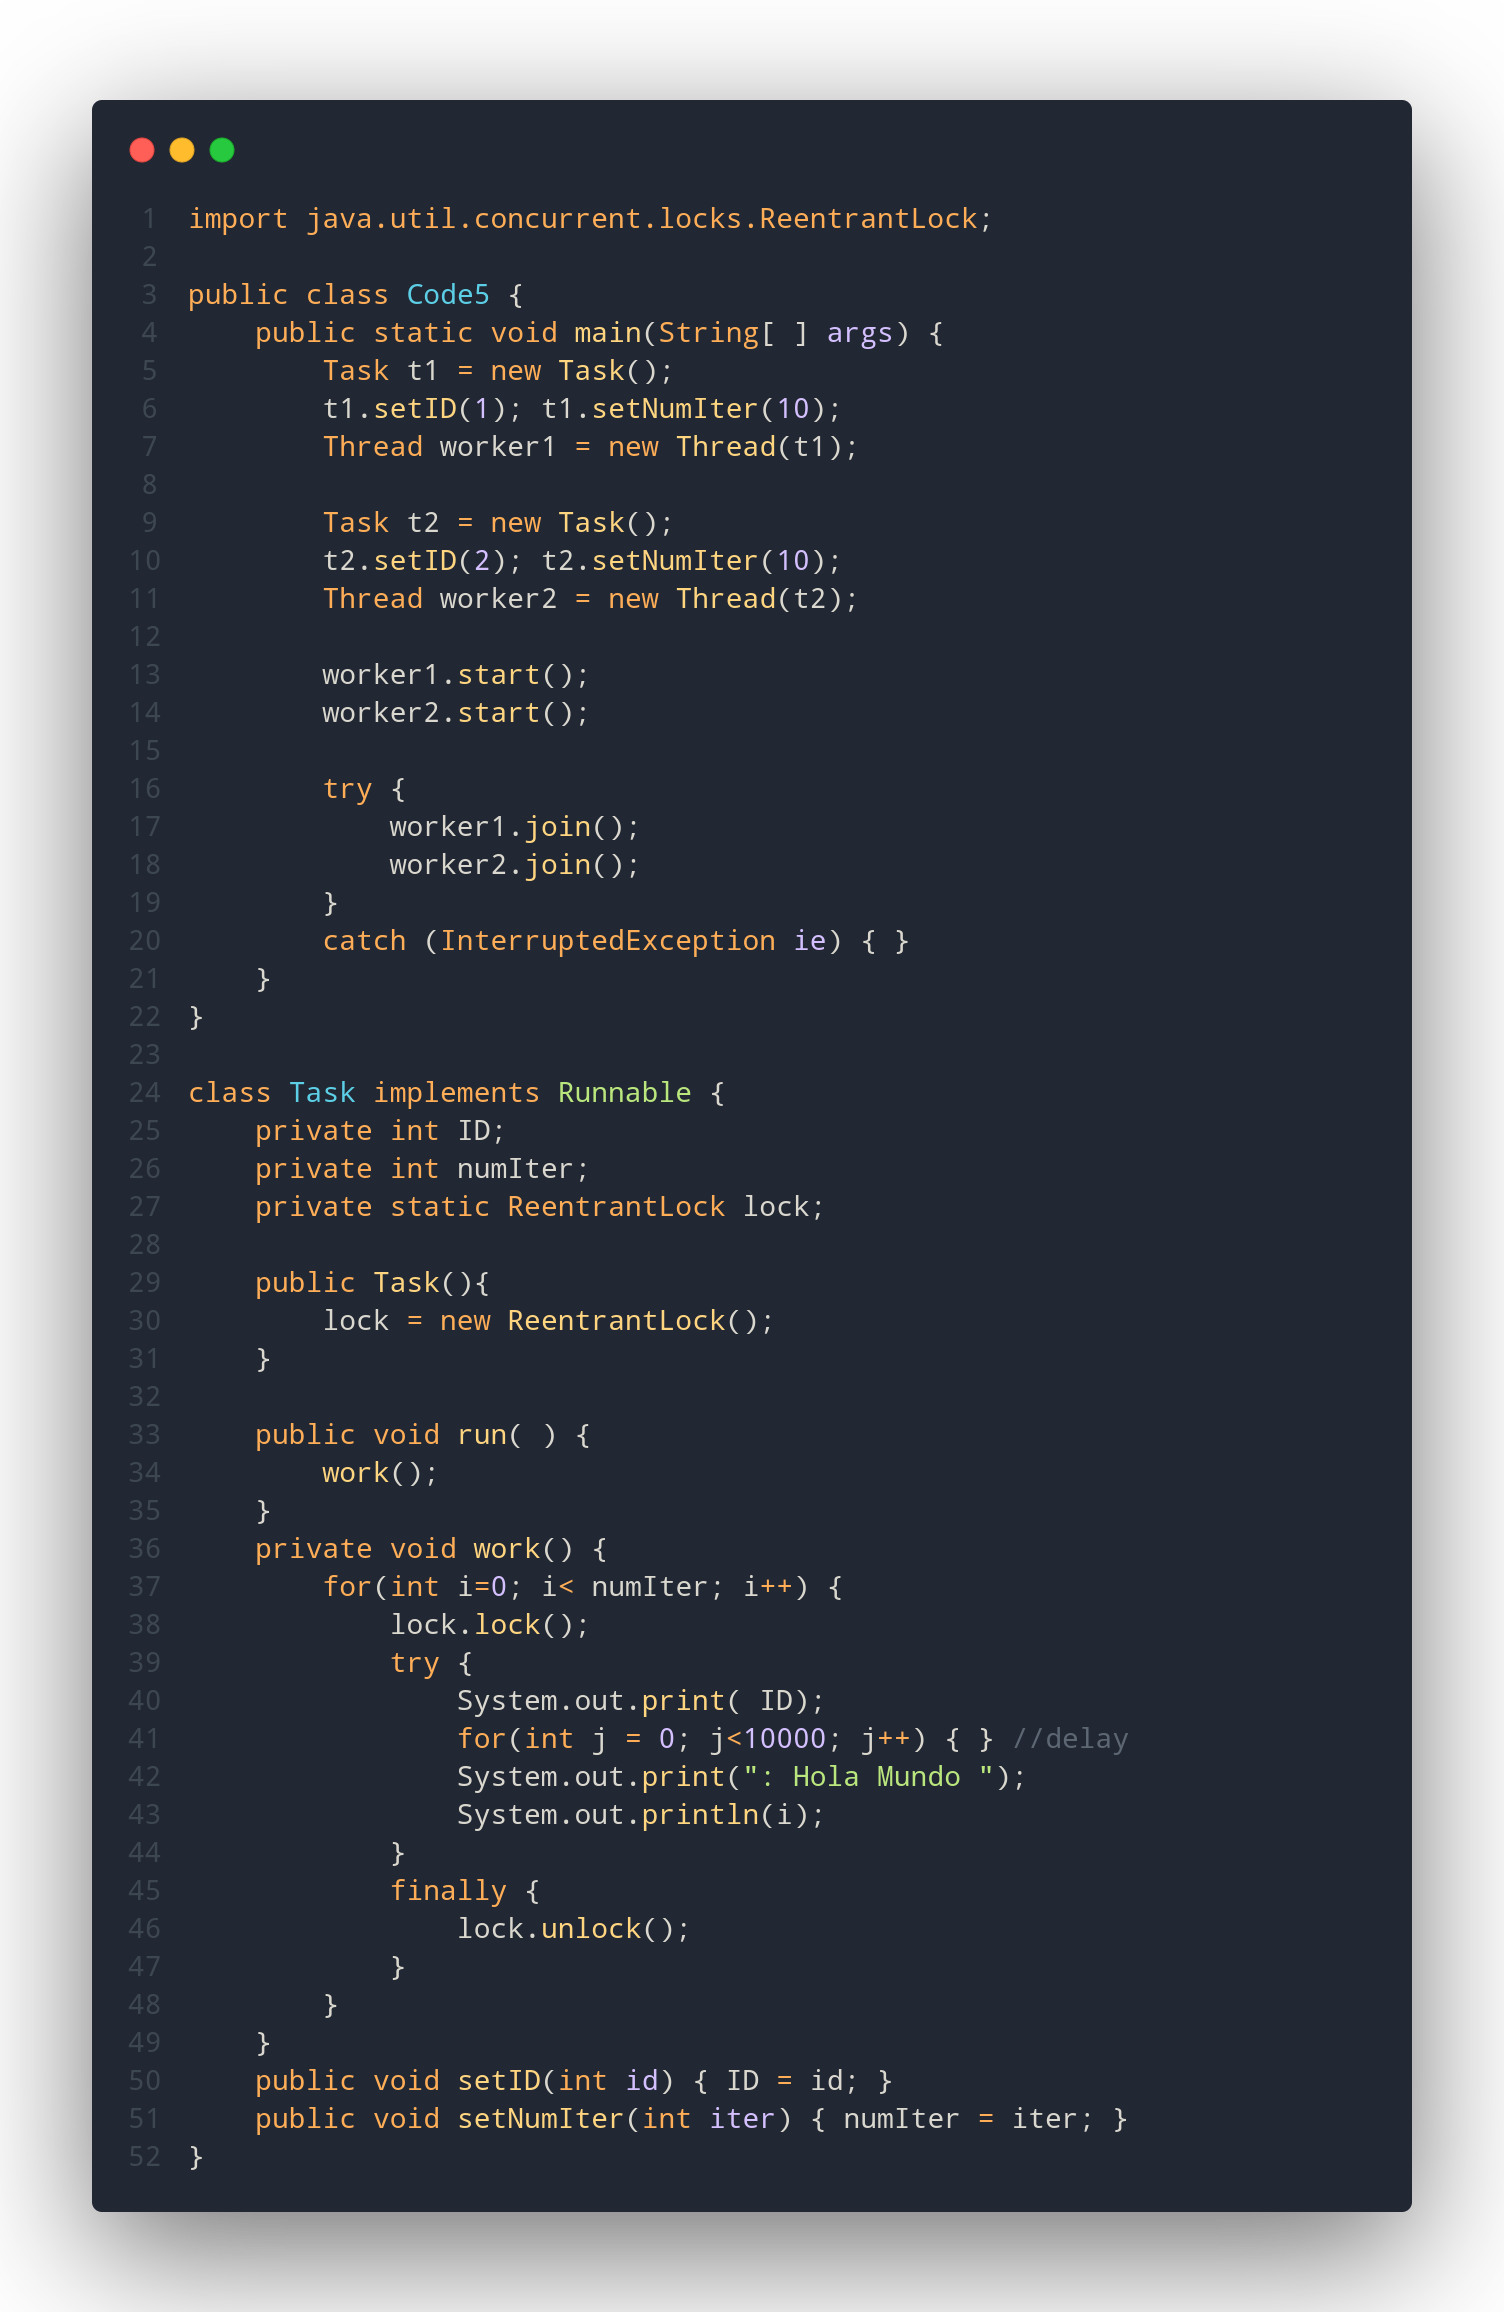 1 import java.util.concurrent.locks.ReentrantLock;
2
3 public class Code5 {
4     public static void main(String[ ] args) {
5         Task t1 = new Task();
6         t1.setID(1); t1.setNumIter(10);
7         Thread worker1 = new Thread(t1);
8
9         Task t2 = new Task();
10         t2.setID(2); t2.setNumIter(10);
11         Thread worker2 = new Thread(t2);
12
13         worker1.start();
14         worker2.start();
15
16         try {
17             worker1.join();
18             worker2.join();
19         }
20         catch (InterruptedException ie) { }
21     }
22 }
23
24 class Task implements Runnable {
25     private int ID;
26     private int numIter;
27     private static ReentrantLock lock;
28
29     public Task(){
30         lock = new ReentrantLock();
31     }
32
33     public void run( ) {
34         work();
35     }
36     private void work() {
37         for(int i=0; i< numIter; i++) {
38             lock.lock();
39             try {
40                 System.out.print( ID);
41                 for(int j = 0; j<10000; j++) { } //delay
42                 System.out.print(": Hola Mundo ");
43                 System.out.println(i);
44             }
45             finally {
46                 lock.unlock();
47             }
48         }
49     }
50     public void setID(int id) { ID = id; }
51     public void setNumIter(int iter) { numIter = iter; }
52 }